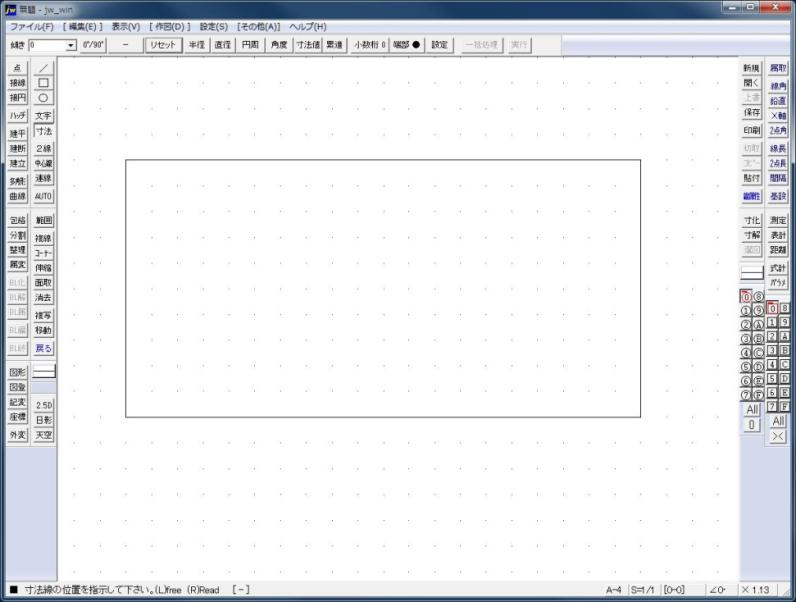 無題 - jw_win
ファイル(F) [編集(E)] 表示(V) [作図(D)] 設定(S) [その他(A)] ヘルプ(H)
傾き 0 0°/90° － リセット 半径 直径 円周 角度 寸法値 累進 小数桁 0 端部 ● 設定 一括処理 実行
点 ／ 新規 属取
接線 □ 開く 線角
接円 ○ 上書 鉛直
ハッチ 文字 保存 X軸
建平 寸法 印刷 2点角
建断 2線 切取 線長
建立 中心線 コピー 2点長
多角形 連線 貼付 間隔
曲線 AUTO 線属性 基設
包絡 範囲 寸化 測定
分割 複線 寸解 表計
整理 コーナー 選図 距離
属変 伸縮 式計
BL化 面取 パラメ
BL解 消去
BL属 複写
BL編 移動
BL終 戻る
図形
図登
記変 2.5D
座標 日影
外変 天空
0 8 0 8
1 9 1 9
2 A 2 A
3 B 3 B
4 C 4 C
5 D 5 D
6 E 6 E
7 F 7 F
All All
0 ×
■ 寸法線の位置を指示して下さい。(L)free (R)Read [-] A-4 S=1/1 [0-0] ∠0 × 1.13